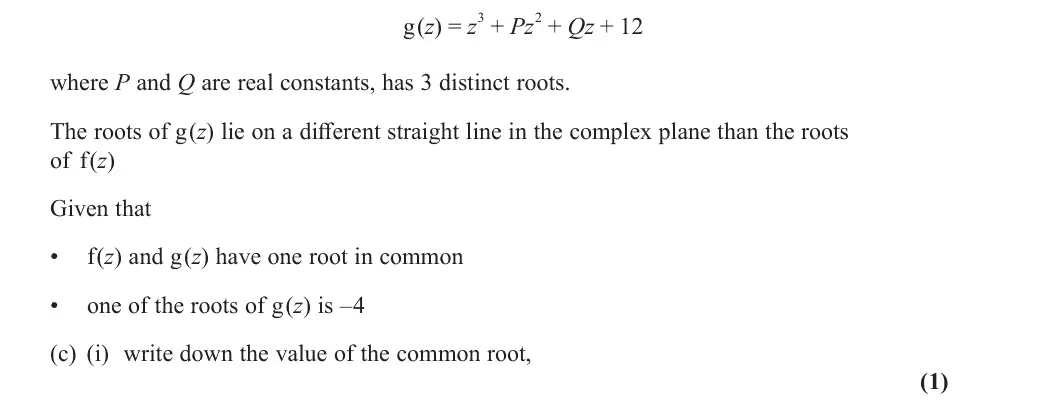 g(z) = z³ + Pz² + Qz + 12
where P and Q are real constants, has 3 distinct roots.
The roots of g(z) lie on a different straight line in the complex plane than the roots
of f(z)
Given that
• f(z) and g(z) have one root in common
• one of the roots of g(z) is –4
(c) (i) write down the value of the common root,
(1)